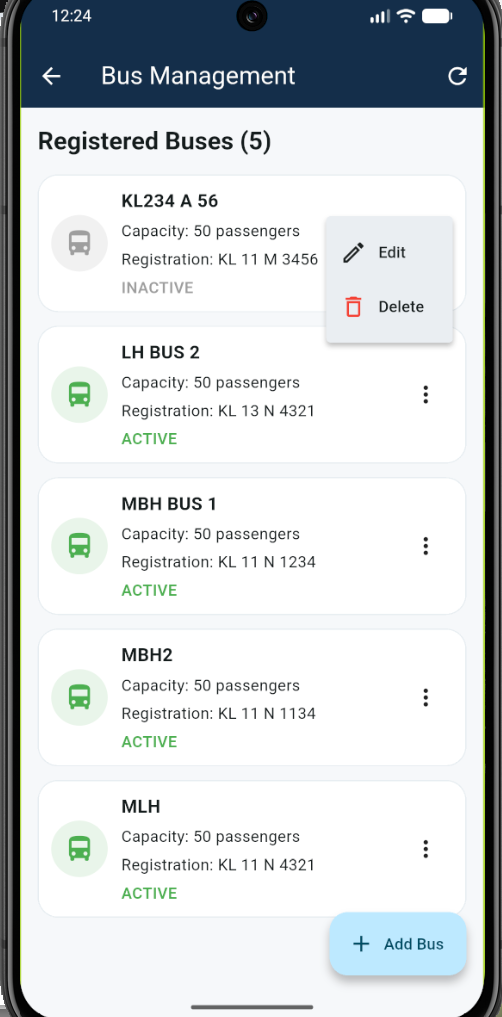 12:24
Bus Management
Registered Buses (5)
KL234 A 56
Capacity: 50 passengers
Registration: KL 11 M 3456
INACTIVE
Edit
Delete
LH BUS 2
Capacity: 50 passengers
Registration: KL 13 N 4321
ACTIVE
MBH BUS 1
Capacity: 50 passengers
Registration: KL 11 N 1234
ACTIVE
MBH2
Capacity: 50 passengers
Registration: KL 11 N 1134
ACTIVE
MLH
Capacity: 50 passengers
Registration: KL 11 N 4321
ACTIVE
+ Add Bus